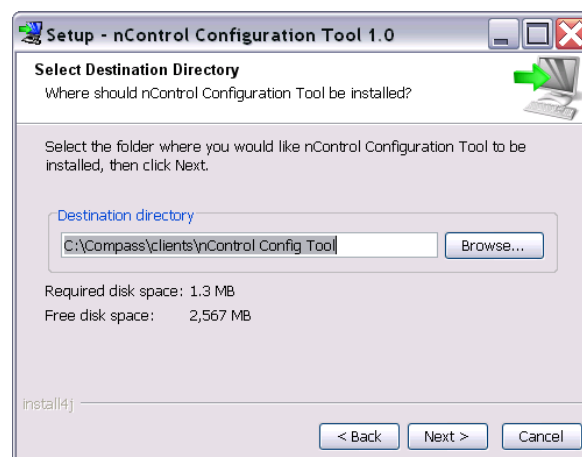 Setup - nControl Configuration Tool 1.0
Select Destination Directory
Where should nControl Configuration Tool be installed?
Select the folder where you would like nControl Configuration Tool to be
installed, then click Next.
Destination directory
C:\Compass\clients\nControl Config Tool
Browse...
Required disk space: 1.3 MB
Free disk space: 2,567 MB
install4j
< Back
Next >
Cancel